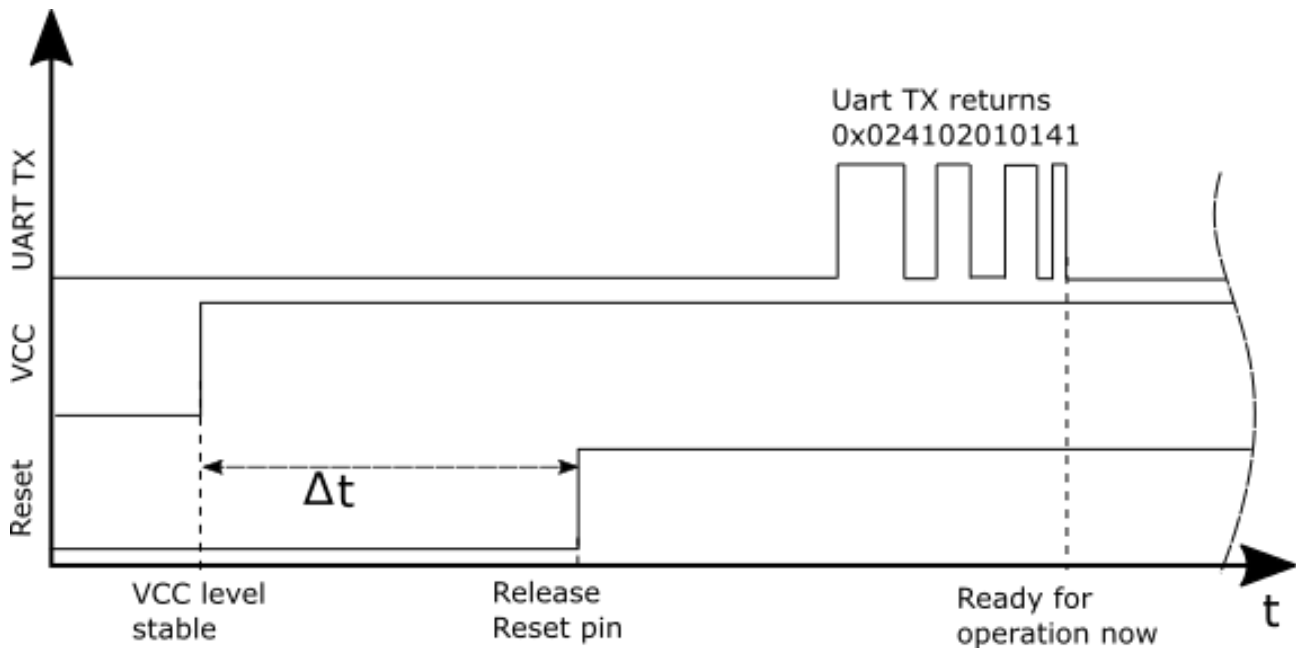 Uart TX returns
0x024102010141
UART TX
VCC
Reset
Δt
VCC level
stable
Release
Reset pin
Ready for
operation now
t